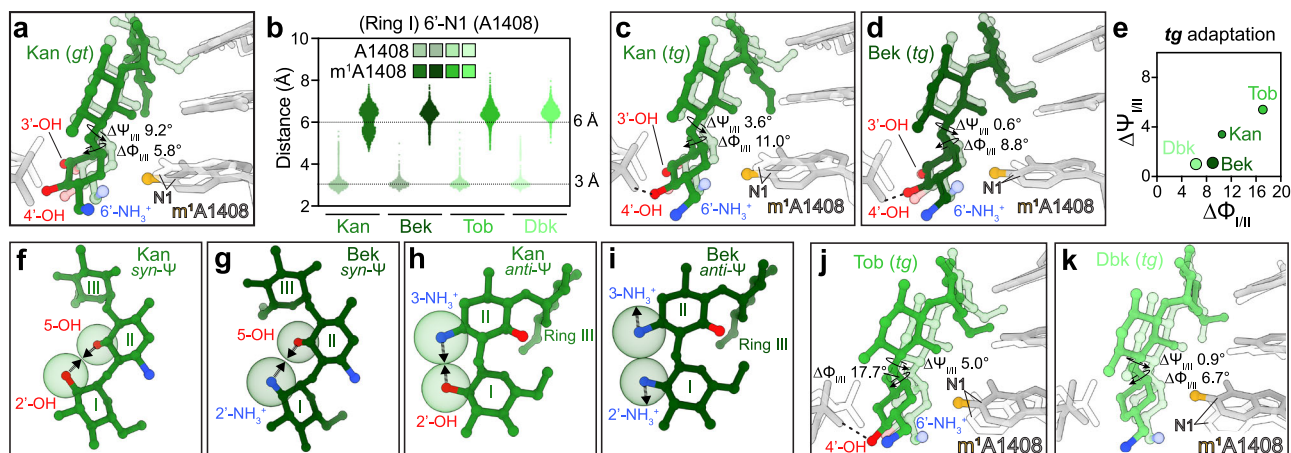 a
Kan (gt)
3'-OH
ΔΨI/II 9.2°
ΔΦI/II 5.8°
N1
4'-OH
6'-NH3+
m1A1408
b
(Ring I) 6'-N1 (A1408)
A1408
m1A1408
Distance (Å)
10
8
6
4
2
0
6 Å
3 Å
Kan
Bek
Tob
Dbk
c
Kan (tg)
3'-OH
ΔΨI/II 3.6°
ΔΦI/II 11.0°
N1
4'-OH
6'-NH3+
m1A1408
d
Bek (tg)
3'-OH
ΔΨI/II 0.6°
ΔΦI/II 8.8°
N1
4'-OH
6'-NH3+
m1A1408
e
tg adaptation
ΔΨI/II
8
4
0
Tob
Kan
Dbk
Bek
0 4 8 12 16
ΔΦI/II
f
Kan
syn-Ψ
III
5-OH
II
2'-OH
I
g
Bek
syn-Ψ
III
5-OH
II
2'-NH3+
I
h
Kan
anti-Ψ
3-NH3+
II
Ring III
I
2'-OH
i
Bek
anti-Ψ
3-NH3+
II
Ring III
I
2'-NH3+
j
Tob (tg)
ΔΦI/II
17.7°
ΔΨI/II 5.0°
N1
6'-NH3+
4'-OH
m1A1408
k
Dbk (tg)
ΔΨI/II 0.9°
ΔΦI/II 6.7°
N1
m1A1408